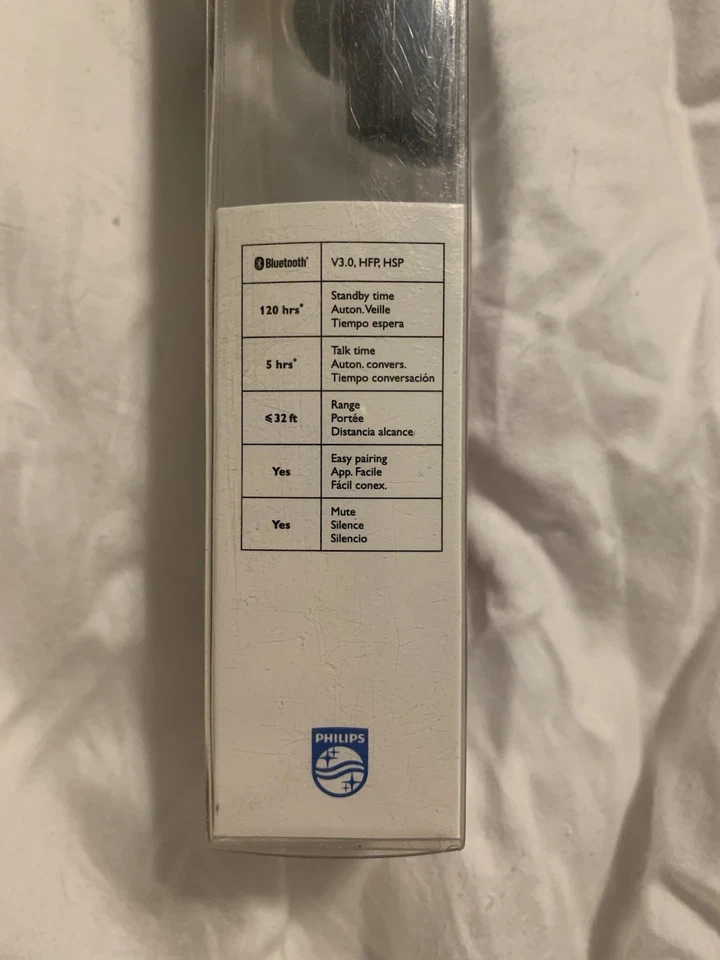 Bluetooth® V3.0, HFP, HSP
120 hrs* Standby time
Auton. Veille
Tiempo espera
5 hrs* Talk time
Auton. convers.
Tiempo conversación
≤32 ft Range
Portée
Distancia alcance
Yes Easy pairing
App. Facile
Fácil conex.
Yes Mute
Silence
Silencio
PHILIPS